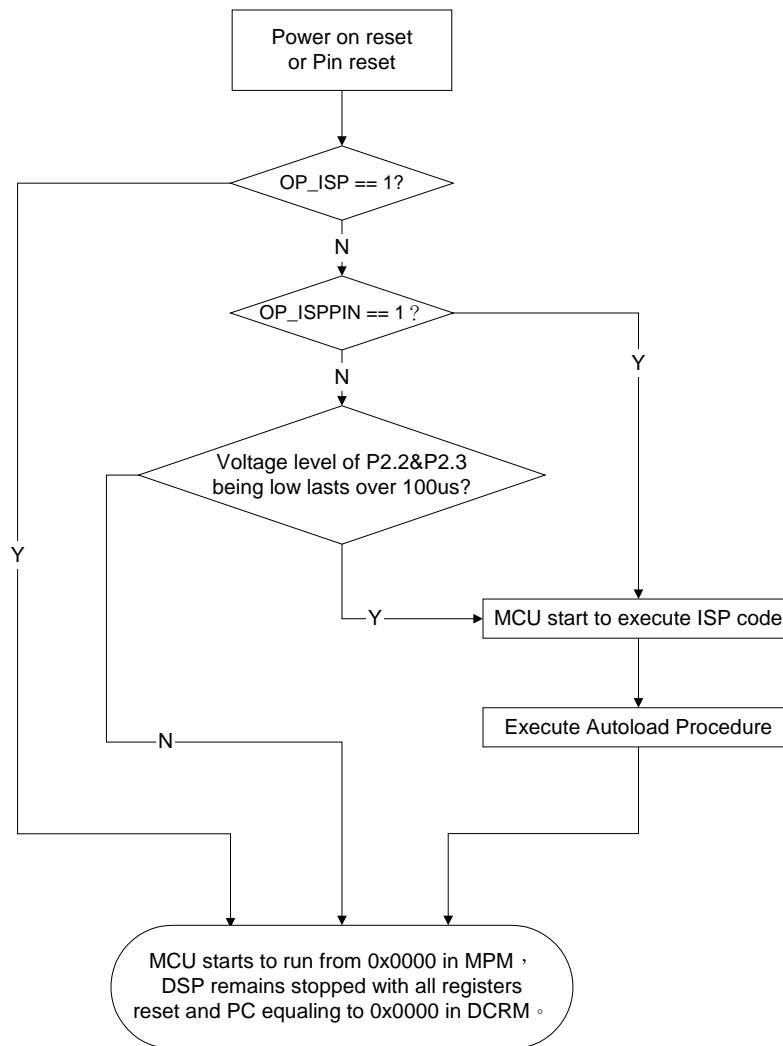 Power on reset
or Pin reset
OP_ISP == 1?
N
OP_ISPPIN == 1？
Y
N
Voltage level of P2.2&P2.3
being low lasts over 100us?
Y
Y
MCU start to execute ISP code
Execute Autoload Procedure
N
MCU starts to run from 0x0000 in MPM，
DSP remains stopped with all registers
reset and PC equaling to 0x0000 in DCRM。